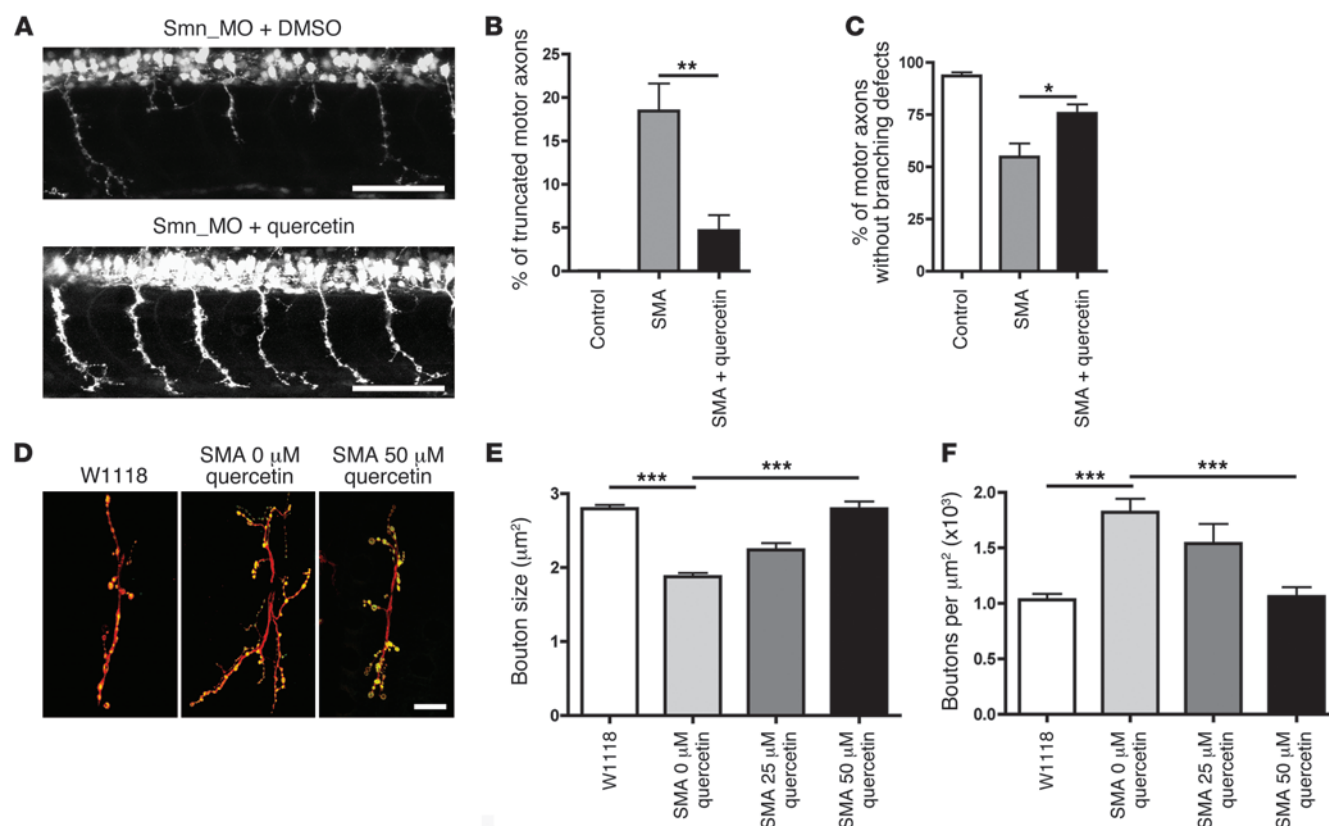 A
Smn_MO + DMSO
Smn_MO + quercetin
B
% of truncated motor axons
25
20
15
10
5
0
**
Control
SMA
SMA + quercetin
C
% of motor axons
without branching defects
100
75
50
25
0
*
Control
SMA
SMA + quercetin
D
W1118
SMA 0 μM
quercetin
SMA 50 μM
quercetin
E
Bouton size (μm²)
3
2
1
0
***
***
W1118
SMA 0 μM
quercetin
SMA 25 μM
quercetin
SMA 50 μM
quercetin
F
Boutons per μm² (x10³)
2.0
1.5
1.0
0.5
0.0
***
***
W1118
SMA 0 μM
quercetin
SMA 25 μM
quercetin
SMA 50 μM
quercetin